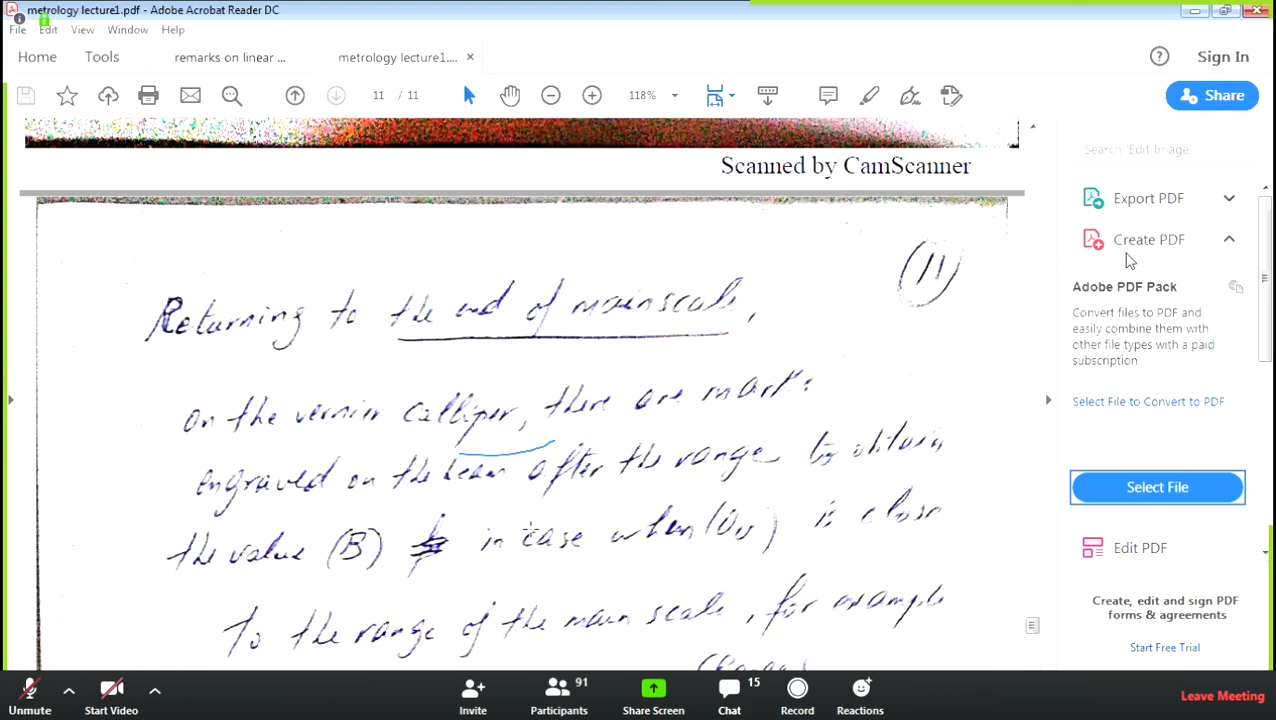 metrology lecture1.pdf - Adobe Acrobat Reader DC
File Edit View Window Help
Home Tools remarks on linear ... metrology lecture1.... × Sign In
11 / 11 118% Share
Scanned by CamScanner
Search 'Edit Image'
Export PDF
Create PDF
Adobe PDF Pack
Convert files to PDF and
easily combine them with
other file types with a paid
subscription
Select File to Convert to PDF
Select File
Edit PDF
Create, edit and sign PDF
forms & agreements
Start Free Trial
11
Returning to the end of mainscale,
on the vernier calliper, there are marks
engraved on the beam after the range to obtain
the value (B) in case when (Ov) is close
to the range of the main scale, for example
Unmute Start Video Invite Participants 91 Share Screen Chat 15 Record Reactions Leave Meeting